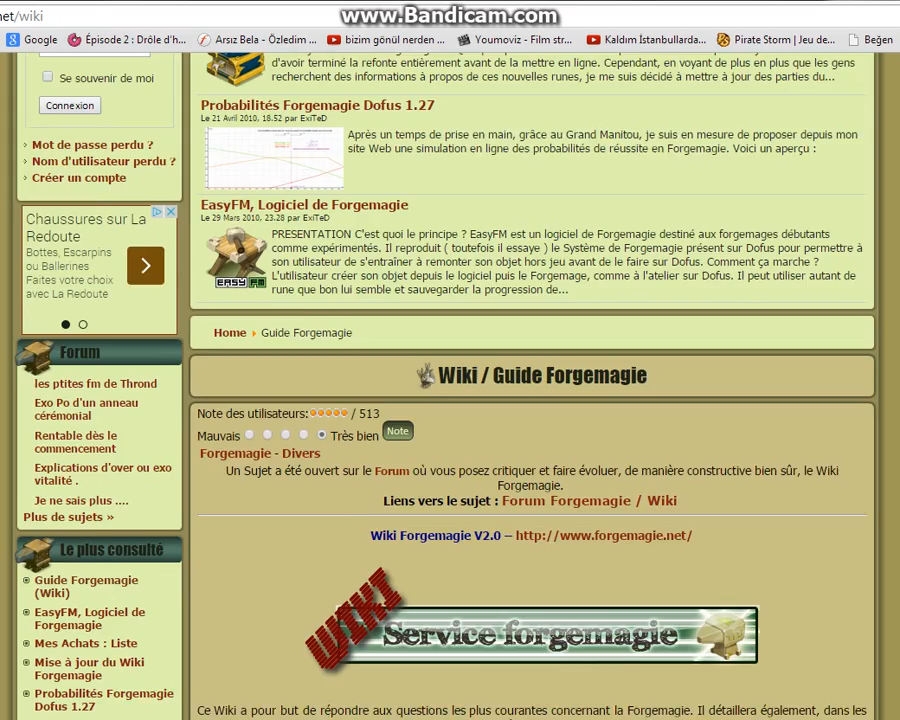 net/wiki
www.Bandicam.com
Google
Épisode 2 : Drôle d'h...
Arsız Bela - Özledim ...
bizim gönül nerden ...
Youmoviz - Film str...
Kaldım İstanbullarda...
Pirate Storm | Jeu de...
Beğen
Se souvenir de moi
Connexion
Mot de passe perdu ?
Nom d'utilisateur perdu ?
Créer un compte
Chaussures sur La
Redoute
Bottes, Escarpins
ou Ballerines
Faites votre choix
avec La Redoute
Forum
les ptites fm de Thrond
Exo Po d'un anneau
cérémonial
Rentable dès le
commencement
Explications d'over ou exo
vitalité .
Je ne sais plus ....
Plus de sujets »
Le plus consulté
Guide Forgemagie
(Wiki)
EasyFM, Logiciel de
Forgemagie
Mes Achats : Liste
Mise à jour du Wiki
Forgemagie
Probabilités Forgemagie
Dofus 1.27
d'avoir terminé la refonte entièrement avant de la mettre en ligne. Cependant, en voyant de plus en plus que les gens
recherchent des informations à propos de ces nouvelles runes, je me suis décidé à mettre à jour des parties du...
Probabilités Forgemagie Dofus 1.27
Le 21 Avril 2010, 18.52 par ExiTeD
Après un temps de prise en main, grâce au Grand Manitou, je suis en mesure de proposer depuis mon
site Web une simulation en ligne des probabilités de réussite en Forgemagie. Voici un aperçu :
EasyFM, Logiciel de Forgemagie
Le 29 Mars 2010, 23.28 par ExiTeD
PRESENTATION C'est quoi le principe ? EasyFM est un logiciel de Forgemagie destiné aux forgemages débutants
comme expérimentés. Il reproduit ( toutefois il essaye ) le Système de Forgemagie présent sur Dofus pour permettre à
son utilisateur de s'entraîner à remonter son objet hors jeu avant de le faire sur Dofus. Comment ça marche ?
L'utilisateur créer son objet depuis le logiciel puis le Forgemage, comme à l'atelier sur Dofus. Il peut utiliser autant de
rune que bon lui semble et sauvegarder la progression de...
EASY FM
Home Guide Forgemagie
Wiki / Guide Forgemagie
Note des utilisateurs: / 513
Mauvais Très bien Note
Forgemagie - Divers
Un Sujet a été ouvert sur le Forum où vous posez critiquer et faire évoluer, de manière constructive bien sûr, le Wiki
Forgemagie.
Liens vers le sujet : Forum Forgemagie / Wiki
Wiki Forgemagie V2.0 – http://www.forgemagie.net/
WIKI
Service forgemagie
Ce Wiki a pour but de répondre aux questions les plus courantes concernant la Forgemagie. Il détaillera également, dans les